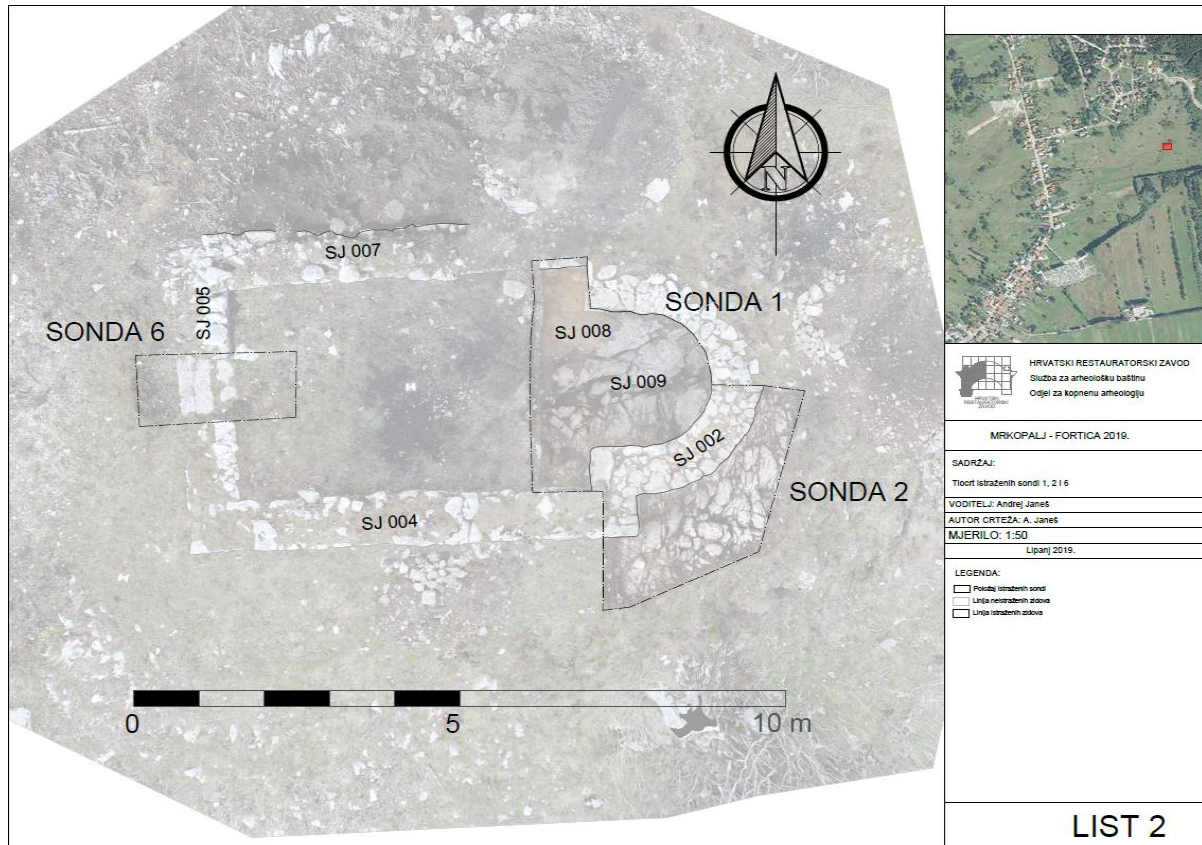 SJ 007
SJ 005
SONDA 1
SONDA 6
SJ 008
SJ 009
SJ 002
SONDA 2
SJ 004
N
0
5
10 m
HRVATSKI RESTAURATORSKI ZAVOD
Služba za arheološku baštinu
Odjel za kopnenu arheologiju
HRVATSKI
RESTAURATORSKI
ZAVOD
MRKOPALJ - FORTICA 2019.
SADRŽAJ:
Tlocrt istraženih sondi 1, 2 i 6
VODITELJ: Andrej Janeš
AUTOR CRTEŽA: A. Janeš
MJERILO: 1:50
Lipanj 2019.
LEGENDA:
Položaj istraženih sondi
Linija neistraženih zidova
Linija istraženih zidova
LIST 2